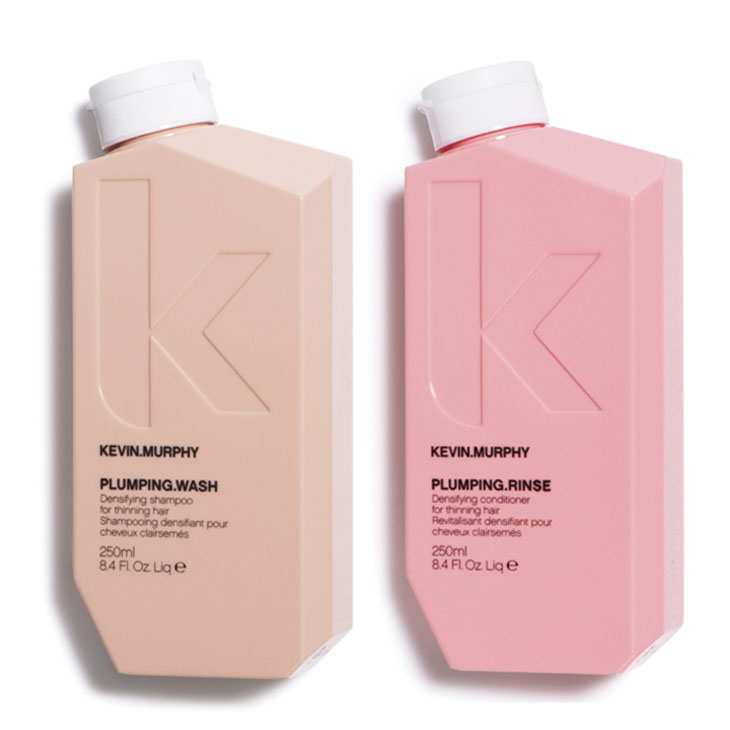 k
KEVIN.MURPHY
PLUMPING.WASH
Densifying shampoo
for thinning hair
Shampooing densifiant pour
cheveux clairsemés
250ml
8.4 Fl. Oz. Liq e
k
KEVIN.MURPHY
PLUMPING.RINSE
Densifying conditioner
for thinning hair
Revitalisant densifiant pour
cheveux clairsemés
250ml
8.4 Fl. Oz. Liq e